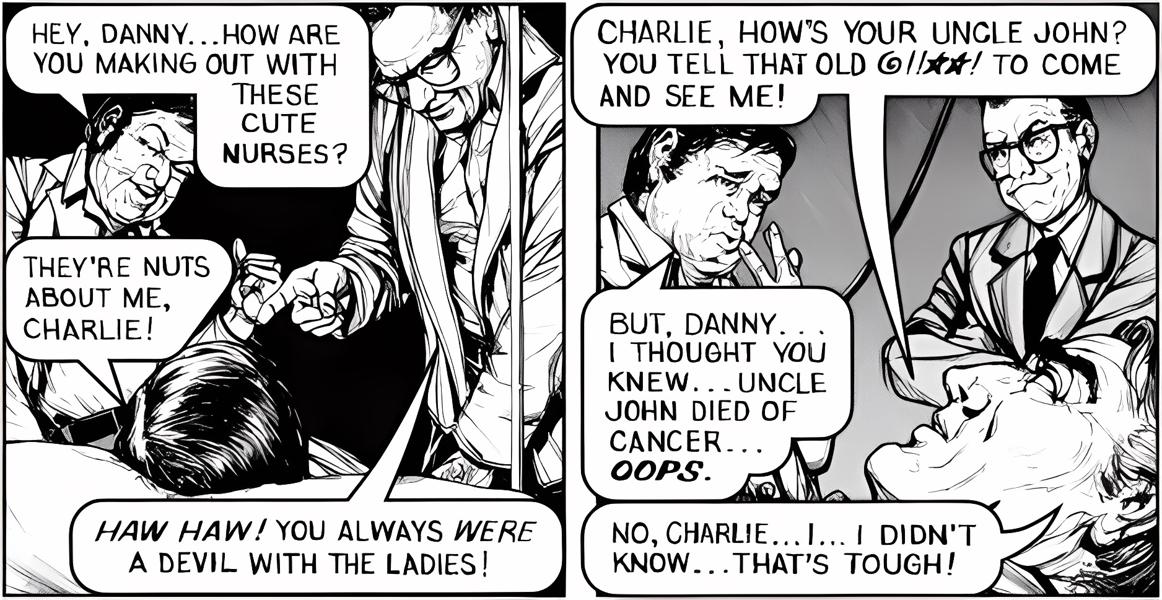 HEY, DANNY...HOW ARE
YOU MAKING OUT WITH
THESE
CUTE
NURSES?
THEY'RE NUTS
ABOUT ME,
CHARLIE!
HAW HAW! YOU ALWAYS WERE
A DEVIL WITH THE LADIES!
CHARLIE, HOW'S YOUR UNCLE JOHN?
YOU TELL THAT OLD @!!★★! TO COME
AND SEE ME!
BUT, DANNY...
I THOUGHT YOU
KNEW...UNCLE
JOHN DIED OF
CANCER...
OOPS.
NO, CHARLIE...I... I DIDN'T
KNOW...THAT'S TOUGH!